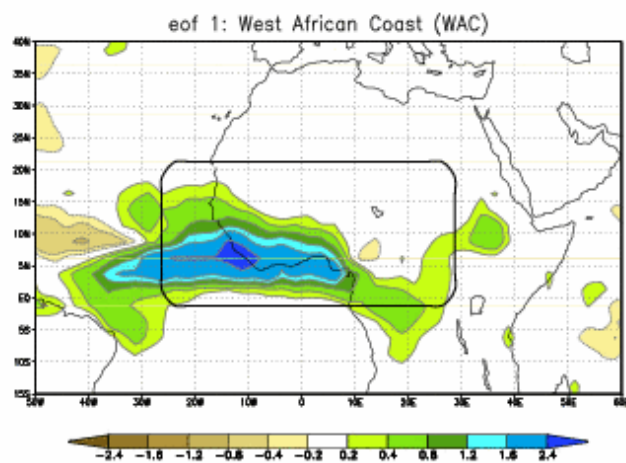 eof 1: West African Coast (WAC)
40N
35N
30N
25N
20N
15N
10N
5N
EQ
5S
10S
15S
50W 40W 30W 20W 10W 0 10E 20E 30E 40E 50E 60E
-2.4 -1.6 -1.2 -0.8 -0.4 -0.2 0.2 0.4 0.8 1.2 1.6 2.4